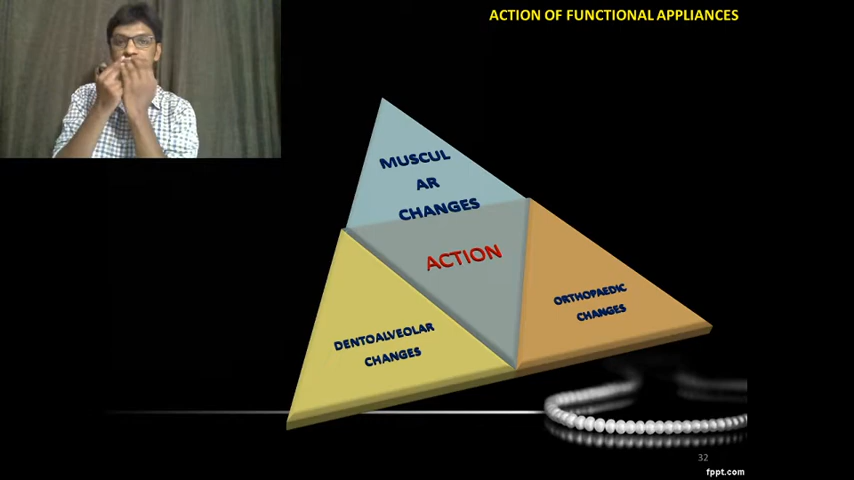 ACTION OF FUNCTIONAL APPLIANCES
MUSCUL
AR
CHANGES
ACTION
ORTHOPAEDIC
CHANGES
DENTOALVEOLAR
CHANGES
32
fppt.com